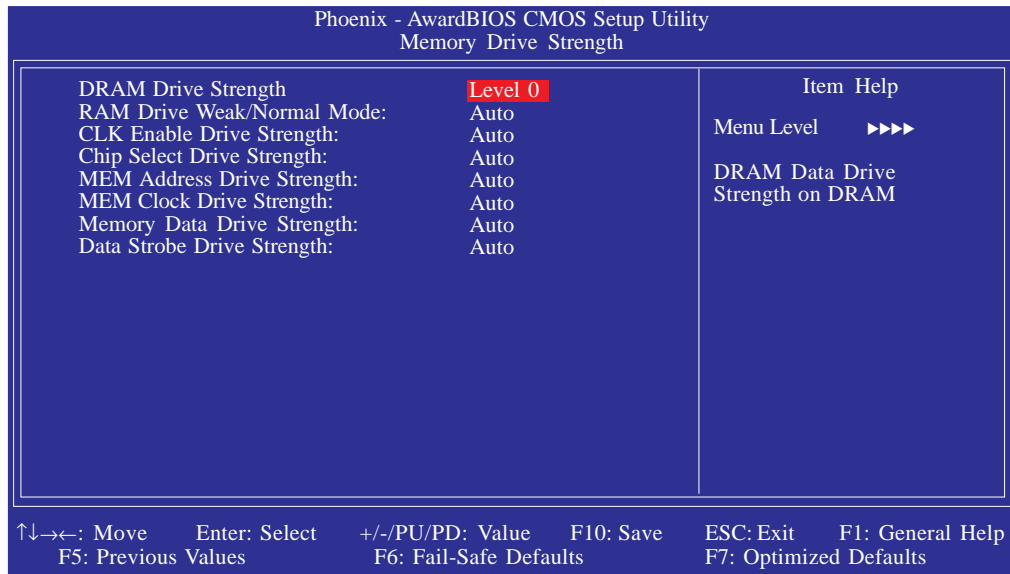 Phoenix - AwardBIOS CMOS Setup Utility
Memory Drive Strength
DRAM Drive Strength Level 0
RAM Drive Weak/Normal Mode: Auto
CLK Enable Drive Strength: Auto
Chip Select Drive Strength: Auto
MEM Address Drive Strength: Auto
MEM Clock Drive Strength: Auto
Memory Data Drive Strength: Auto
Data Strobe Drive Strength: Auto
Item Help
Menu Level ▶▶▶▶
DRAM Data Drive
Strength on DRAM
↑↓→←: Move Enter: Select +/-/PU/PD: Value F10: Save ESC: Exit F1: General Help
F5: Previous Values F6: Fail-Safe Defaults F7: Optimized Defaults